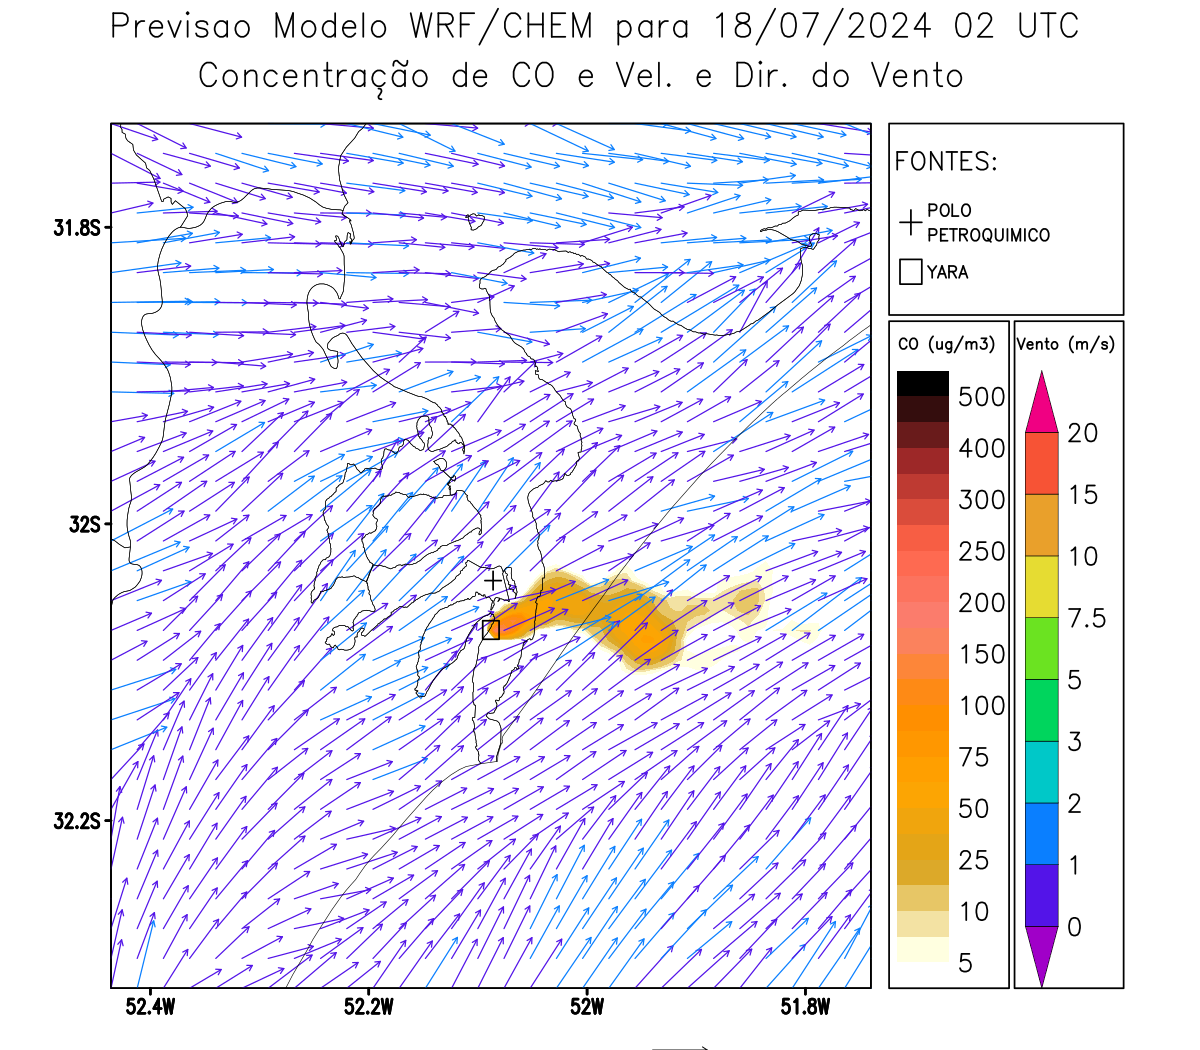 Previsao Modelo WRF/CHEM para 18/07/2024 02 UTC
Concentração de CO e Vel. e Dir. do Vento
FONTES:
POLO
PETROQUIMICO
YARA
CO (ug/m3)
500
400
300
250
200
150
100
75
50
25
10
5
Vento (m/s)
20
15
10
7.5
5
3
2
1
0
31.8S
32S
32.2S
52.4W
52.2W
52W
51.8W